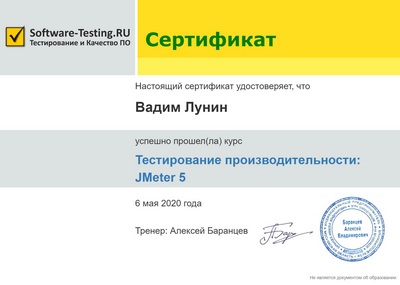 Software-Testing.RU
Тестирование и Качество ПО
Сертификат
Настоящий сертификат удостоверяет, что
Вадим Лунин
успешно прошел(ла) курс
Тестирование производительности:
JMeter 5
6 мая 2020 года
Тренер: Алексей Баранцев
Баранцев
Алексей
Владимирович
Не является документом об образовании